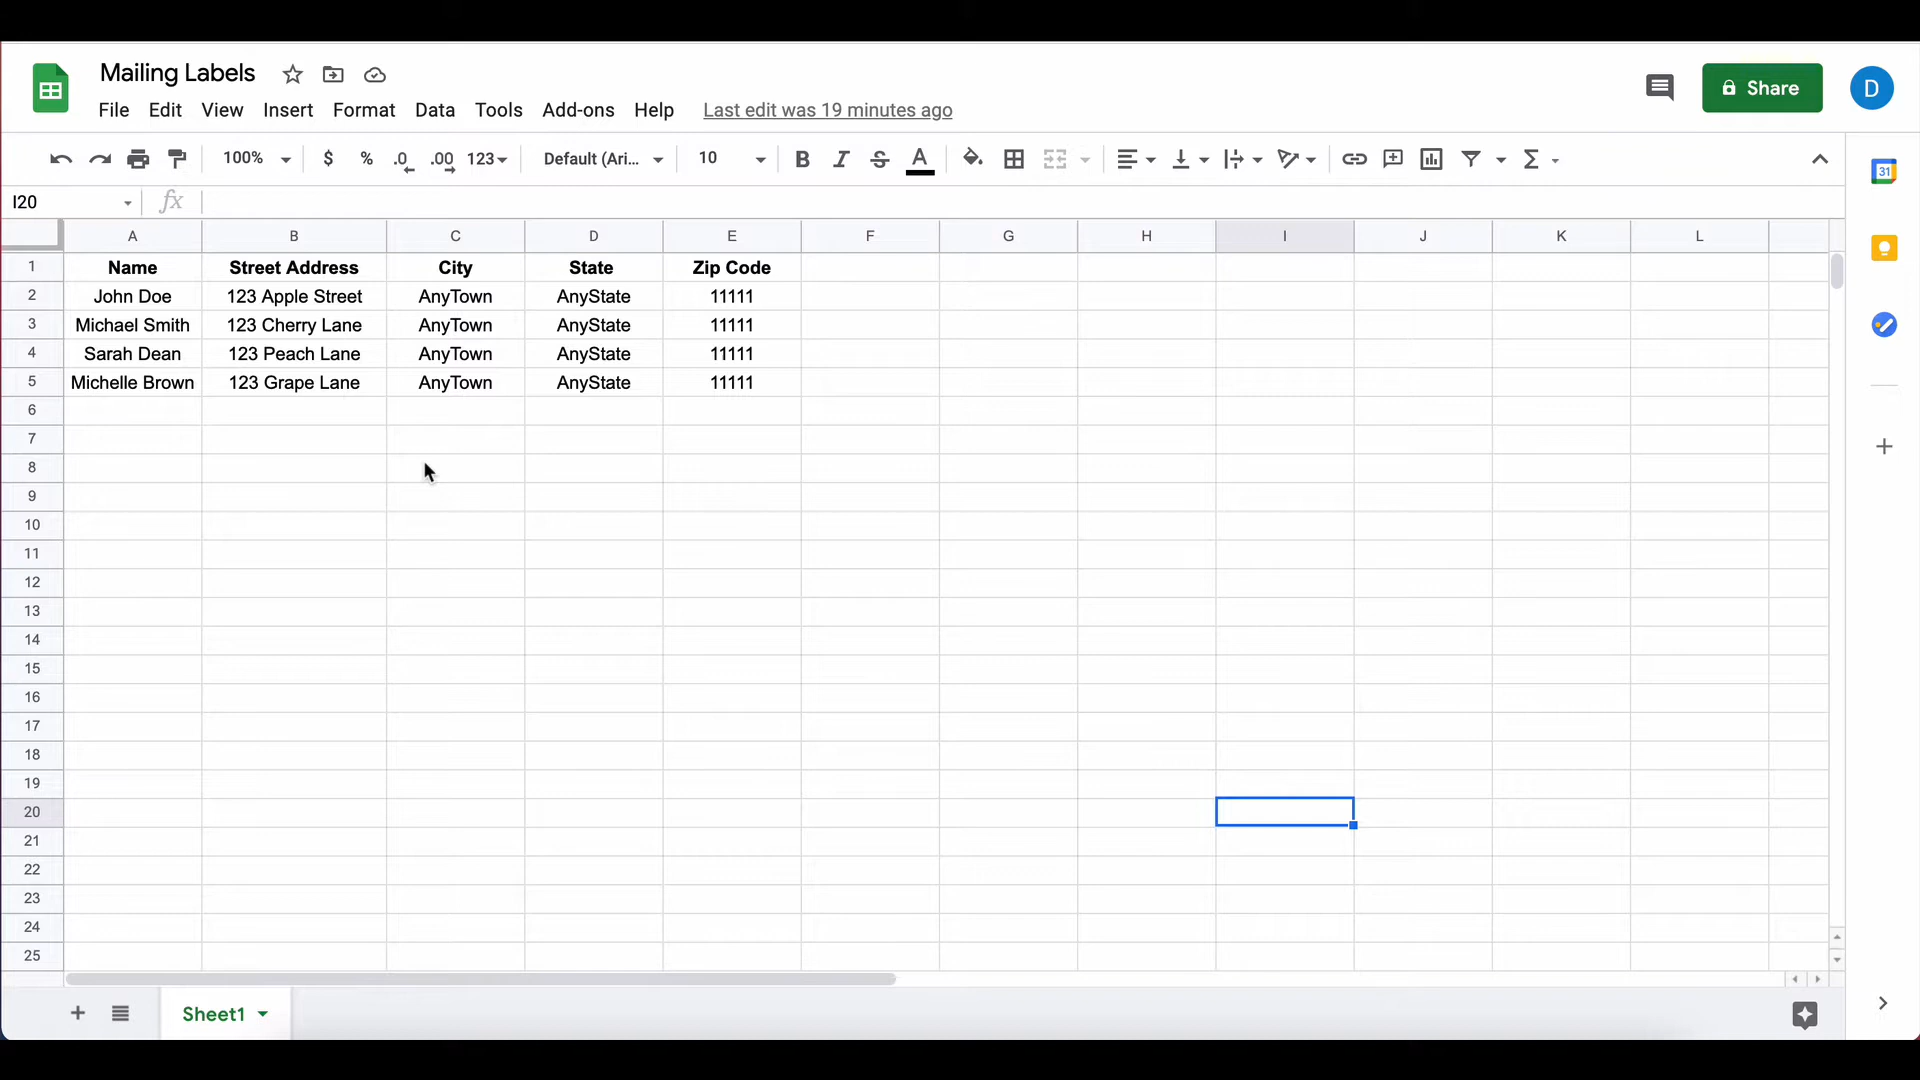 Mailing Labels
File Edit View Insert Format Data Tools Add-ons Help Last edit was 19 minutes ago
Share
D
100% $ % .0 .00 123 Default (Ari... 10 B I S A Σ
31
I20 fx
A B C D E F G H I J K L
1 Name Street Address City State Zip Code
2 John Doe 123 Apple Street AnyTown AnyState 11111
3 Michael Smith 123 Cherry Lane AnyTown AnyState 11111
4 Sarah Dean 123 Peach Lane AnyTown AnyState 11111
5 Michelle Brown 123 Grape Lane AnyTown AnyState 11111
6
7
8
9
10
11
12
13
14
15
16
17
18
19
20
21
22
23
24
25
Sheet1